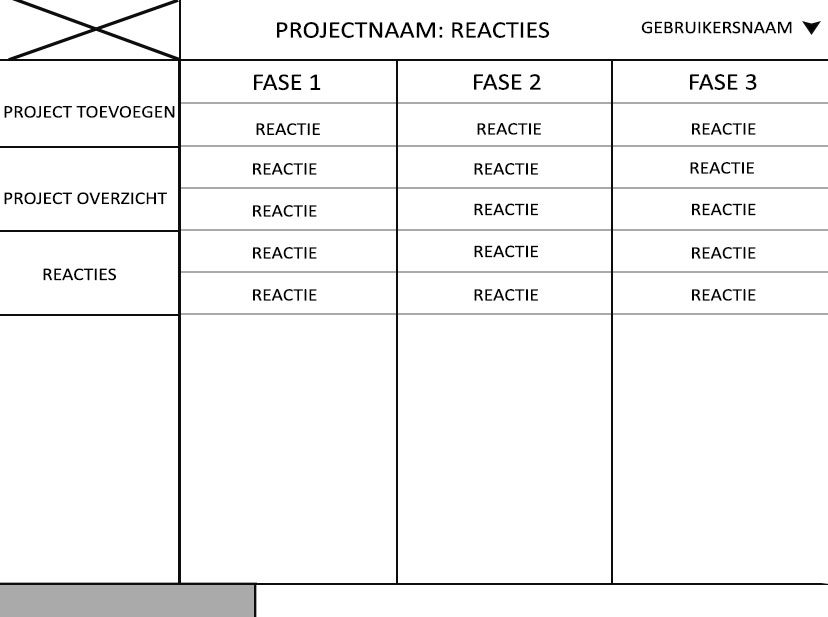 PROJECTNAAM: REACTIES
GEBRUIKERSNAAM
PROJECT TOEVOEGEN
PROJECT OVERZICHT
REACTIES
FASE 1 FASE 2 FASE 3
REACTIE REACTIE REACTIE
REACTIE REACTIE REACTIE
REACTIE REACTIE REACTIE
REACTIE REACTIE REACTIE
REACTIE REACTIE REACTIE